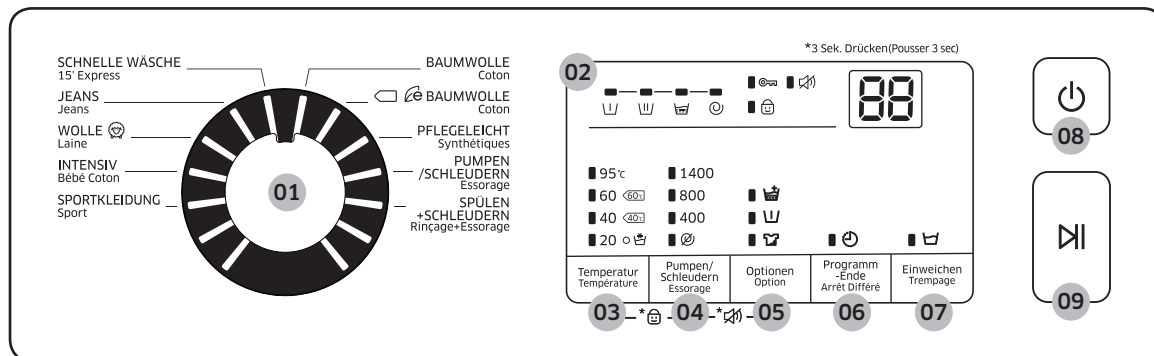 *3 Sek. Drücken(Pousser 3 sec)
SCHNELLE WÄSCHE
15' Express
JEANS
Jeans
WOLLE
Laine
INTENSIV
Bébé Coton
SPORTKLEIDUNG
Sport
01
BAUMWOLLE
Coton
e BAUMWOLLE
Coton
PFLEGELEICHT
Synthétiques
PUMPEN
/SCHLEUDERN
Essorage
SPÜLEN
+SCHLEUDERN
Rinçage+Essorage
02
88
95℃
60 60℃
40 40℃
20
1400
800
400
Temperatur
Température
Pumpen/
Schleudern
Essorage
Optionen
Option
Programm
-Ende
Arrêt Différé
Einweichen
Trempage
03
*
04
*
05
06
07
08
09